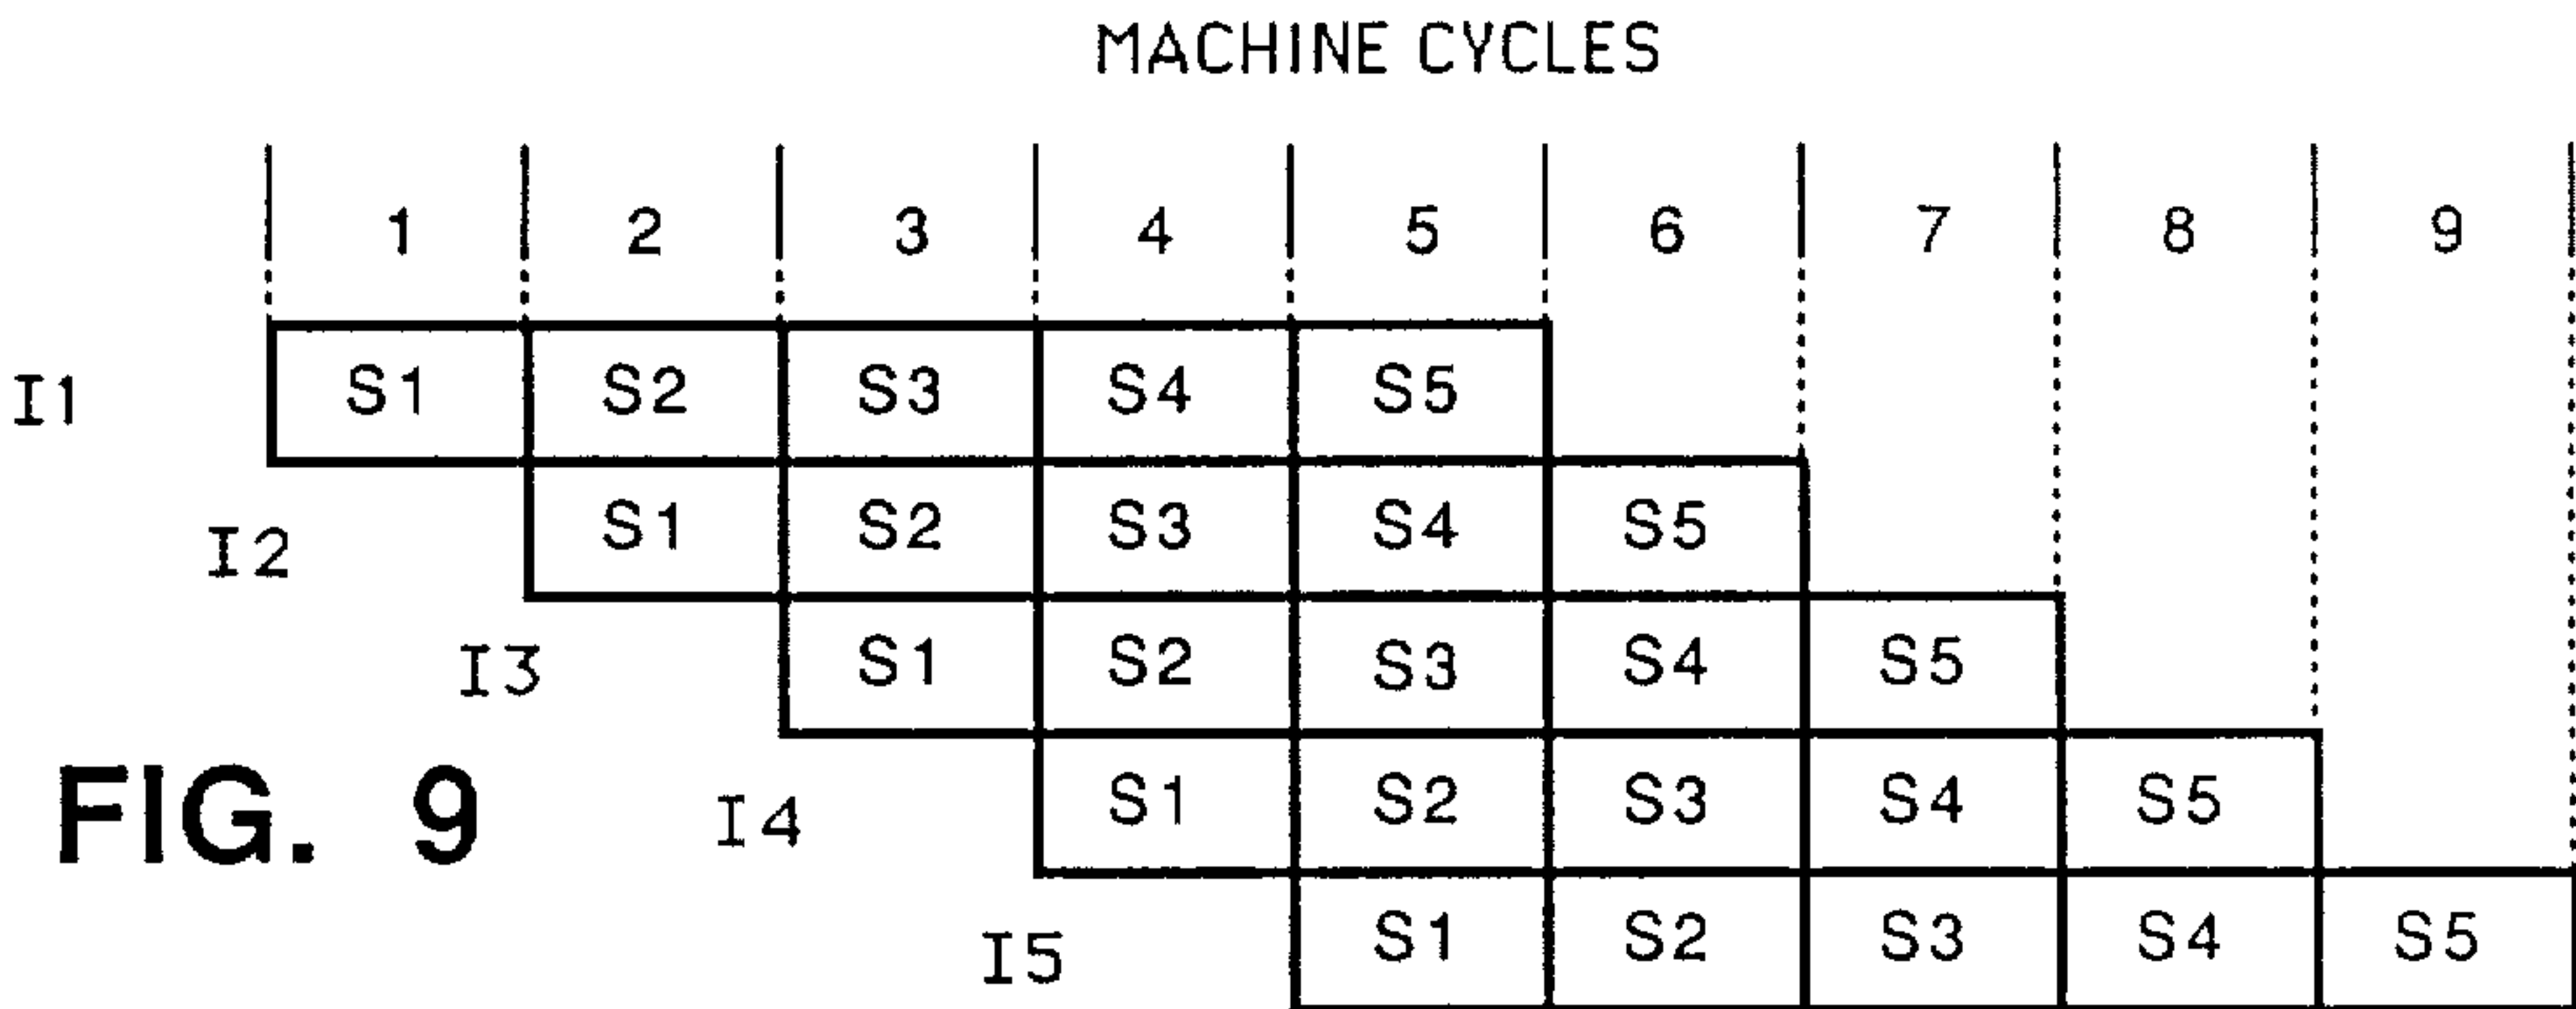 MACHINE CYCLES
1 2 3 4 5 6 7 8 9
I1 S1 S2 S3 S4 S5
I2 S1 S2 S3 S4 S5
I3 S1 S2 S3 S4 S5
I4 S1 S2 S3 S4 S5
I5 S1 S2 S3 S4 S5
FIG. 9